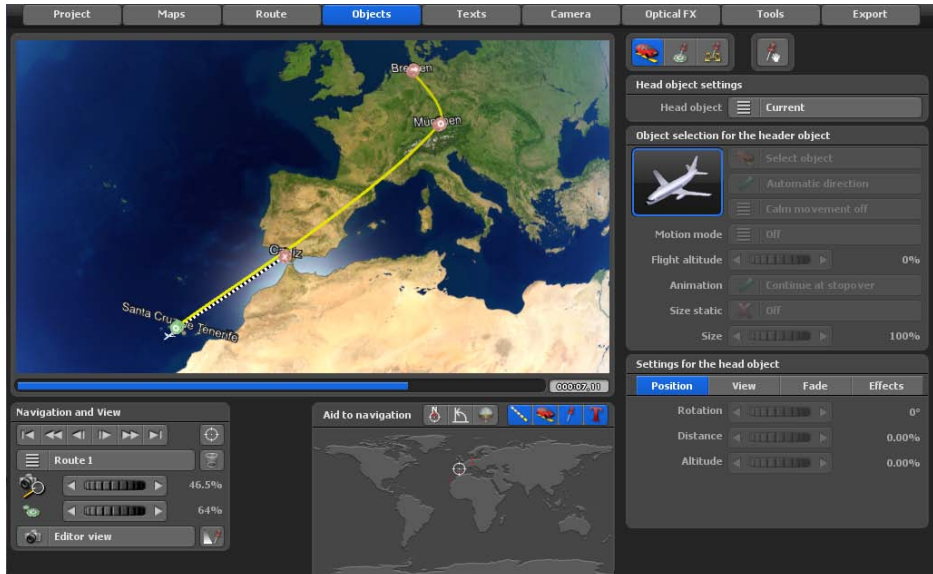 Project Maps Route Objects Texts Camera Optical FX Tools Export
Bremen
München
Cadiz
Santa Cruz de Tenerife
000:07,01
Head object settings
Head object Current
Object selection for the header object
Select object
Automatic direction
Calm movement off
Motion mode Off
Flight altitude 0%
Animation Continue at stopover
Size static Off
Size 100%
Settings for the head object
Position View Fade Effects
Rotation 0°
Distance 0.00%
Altitude 0.00%
Navigation and View
Route 1
46.5%
64%
Editor view
Aid to navigation
N